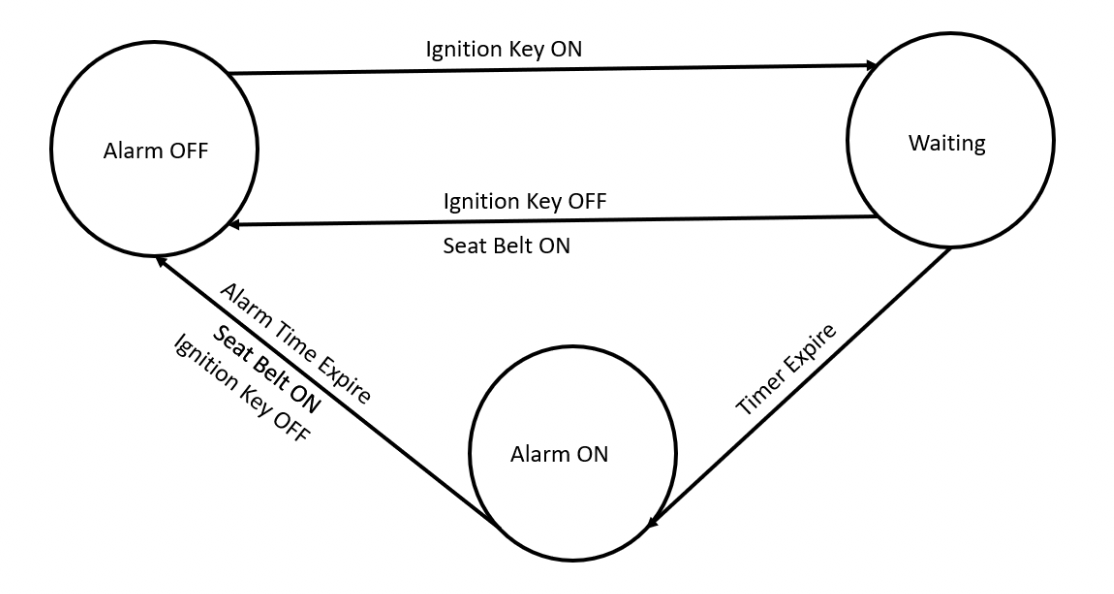 Ignition Key ON
Alarm OFF
Waiting
Ignition Key OFF
Seat Belt ON
Alarm Time Expire
Seat Belt ON
Ignition Key OFF
Timer Expire
Alarm ON